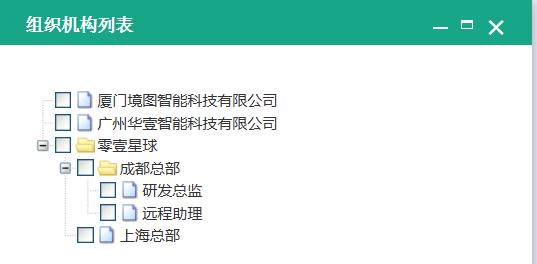 组织机构列表
厦门境图智能科技有限公司
广州华壹智能科技有限公司
零壹星球
成都总部
研发总监
远程助理
上海总部